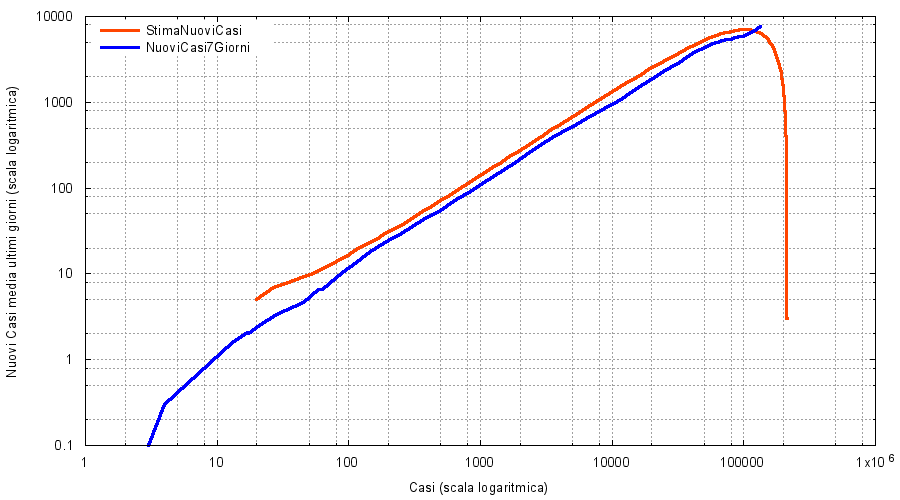 10000
StimaNuoviCasi
NuoviCasi7Giorni
1000
100
10
1
0.1
Nuovi Casi media ultimi giorni (scala logaritmica)
1 10 100 1000 10000 100000 1x10 6
Casi (scala logaritmica)